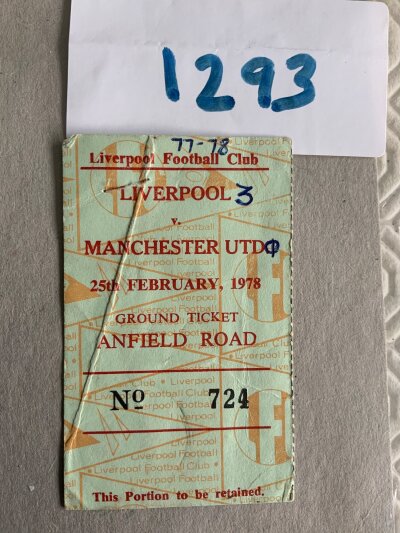 1293
77-78
Liverpool Football Club
LIVERPOOL 3
v.
MANCHESTER UTD 0
25th FEBRUARY, 1978
GROUND TICKET
ANFIELD ROAD
Nº 724
This Portion to be retained.